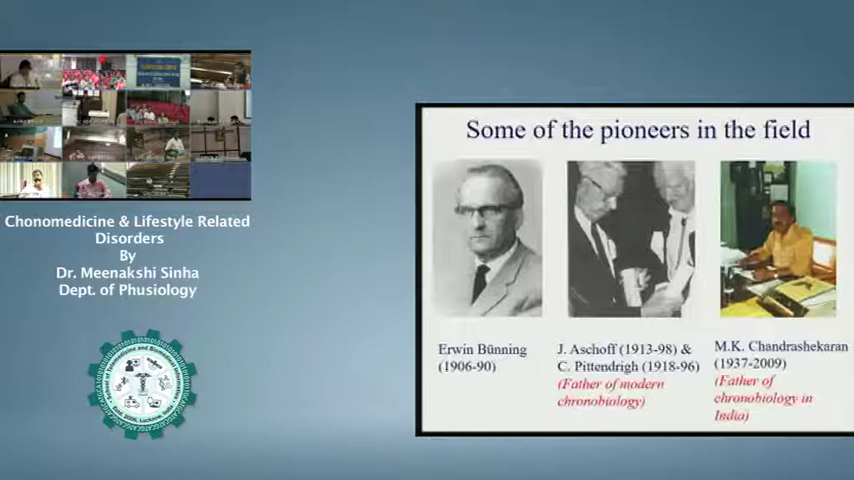 Chonomedicine & Lifestyle Related
Disorders
By
Dr. Meenakshi Sinha
Dept. of Phusiology
Some of the pioneers in the field
Erwin Bünning
(1906-90)
J. Aschoff (1913-98) &
C. Pittendrigh (1918-96)
(Father of modern
chronobiology)
M.K. Chandrashekaran
(1937-2009)
(Father of
chronobiology in
India)